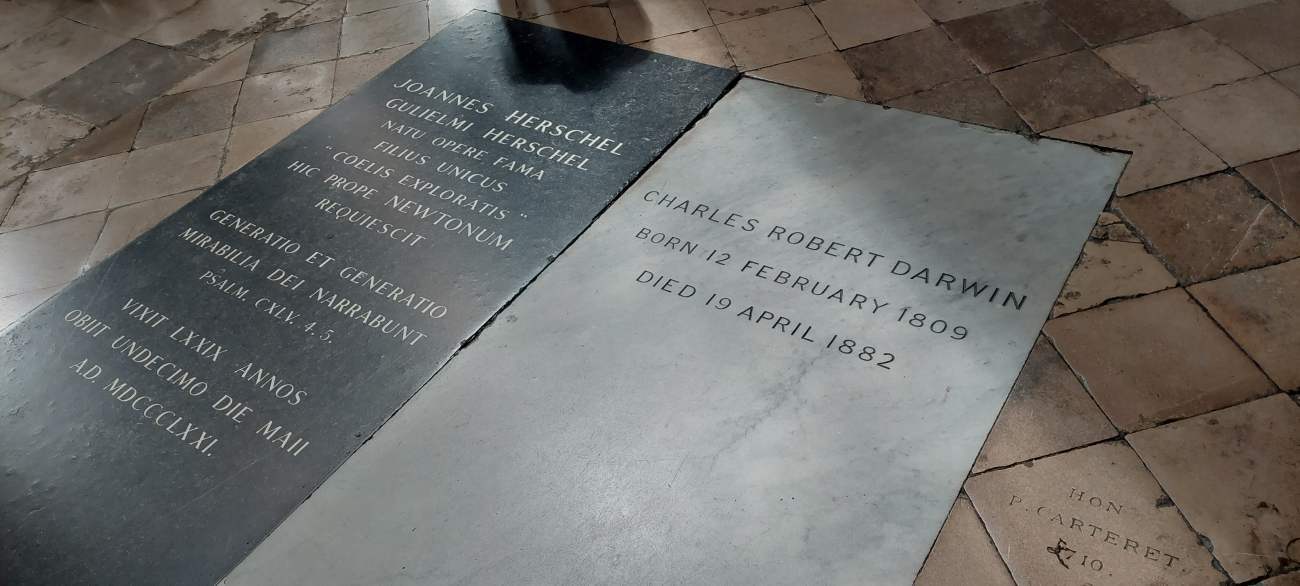 JOANNES HERSCHEL
GULIELMI HERSCHEL
NATU OPERE FAMA
FILIUS UNICUS
"COELIS EXPLORATIS"
HIC PROPE NEWTONUM
REQUIESCIT
GENERATIO ET GENERATIO
MIRABILIA DEI NARRABUNT
PSALM. CXLV. 4.5.
VIXIT LXXIX ANNOS
OBIIT UNDECIMO DIE MAII
A.D. MDCCCLXXI.
CHARLES ROBERT DARWIN
BORN 12 FEBRUARY 1809
DIED 19 APRIL 1882
HON
P. CARTERET.
1710.